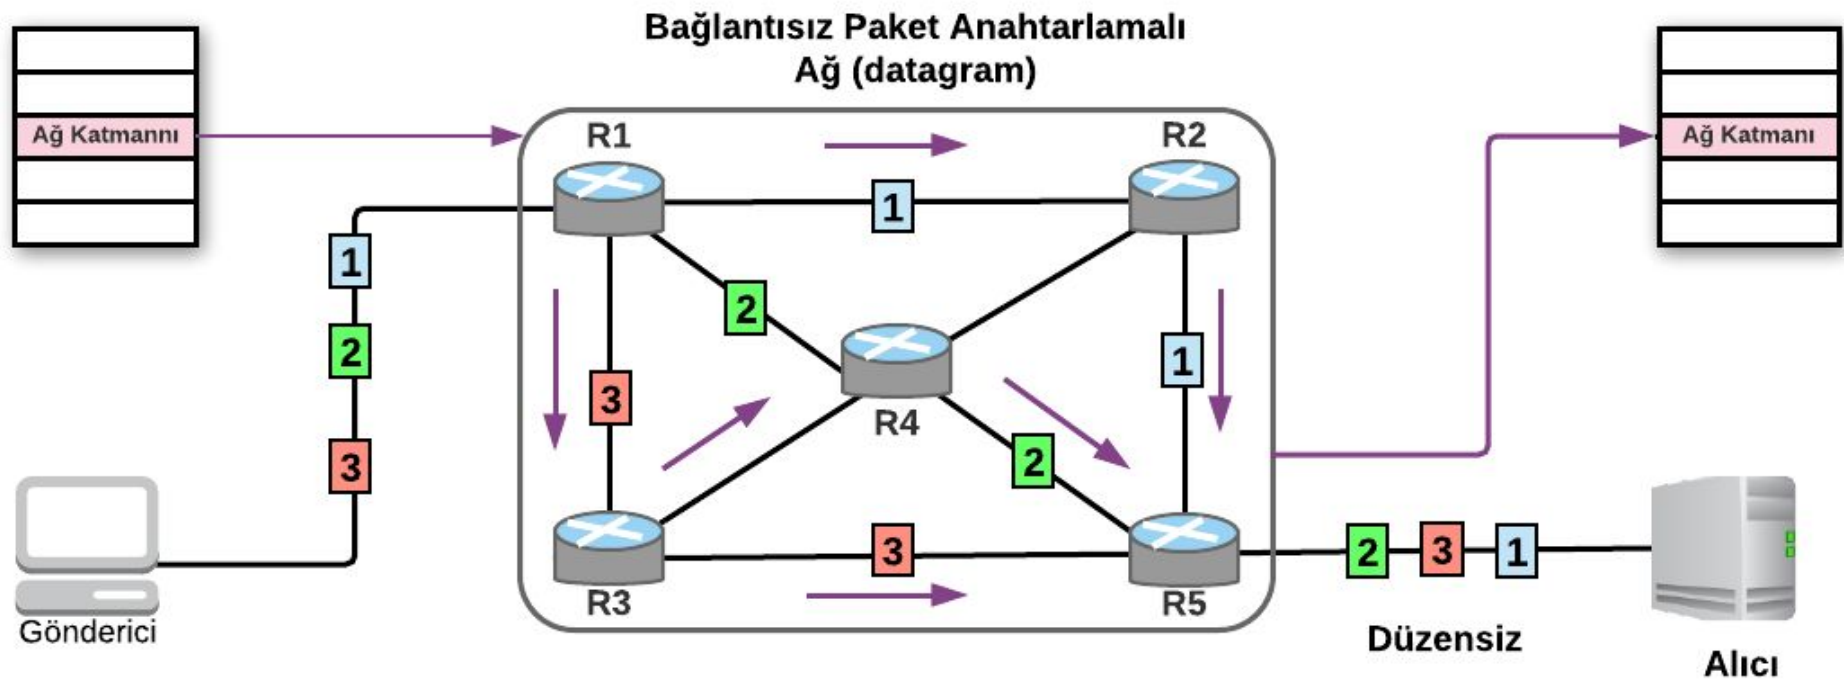 Bağlantısız Paket Anahtarlamalı
Ağ (datagram)
Ağ Katmannı
Ağ Katmanı
R1
R2
1
1
2
2
1
3
R4
3
2
3
R3
R5
2
3
1
Gönderici
Düzensiz
Alıcı